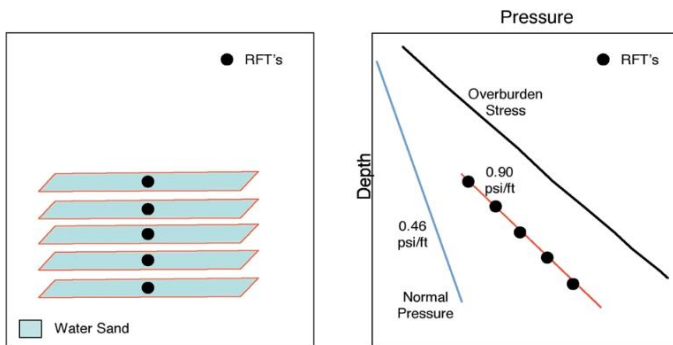 RFT's
Water Sand
Pressure
RFT's
Overburden
Stress
Depth
0.90
psi/ft
0.46
psi/ft
Normal
Pressure